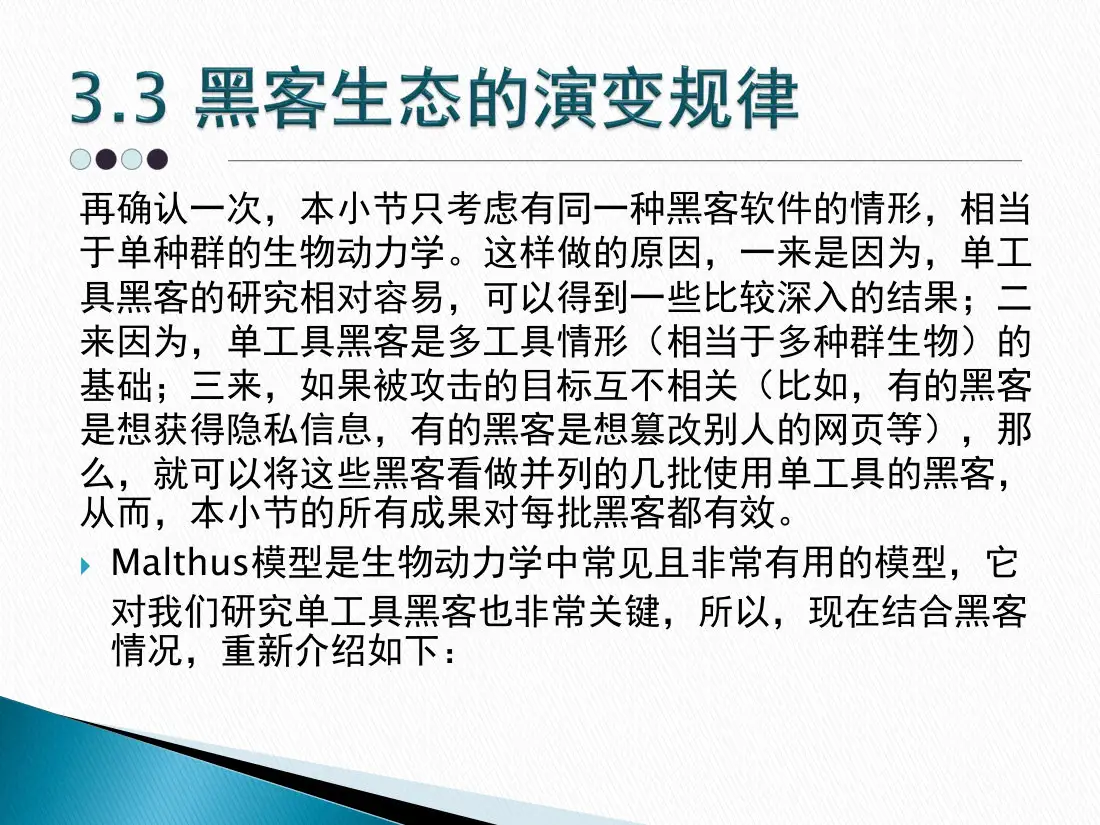 3.3 黑客生态的演变规律
再确认一次，本小节只考虑有同一种黑客软件的情形，相当
于单种群的生物动力学。这样做的原因，一来是因为，单工
具黑客的研究相对容易，可以得到一些比较深入的结果；二
来因为，单工具黑客是多工具情形（相当于多种群生物）的
基础；三来，如果被攻击的目标互不相关（比如，有的黑客
是想获得隐私信息，有的黑客是想篡改别人的网页等），那
么，就可以将这些黑客看做并列的几批使用单工具的黑客，
从而，本小节的所有成果对每批黑客都有效。
Malthus模型是生物动力学中常见且非常有用的模型，它
对我们研究单工具黑客也非常关键，所以，现在结合黑客
情况，重新介绍如下：